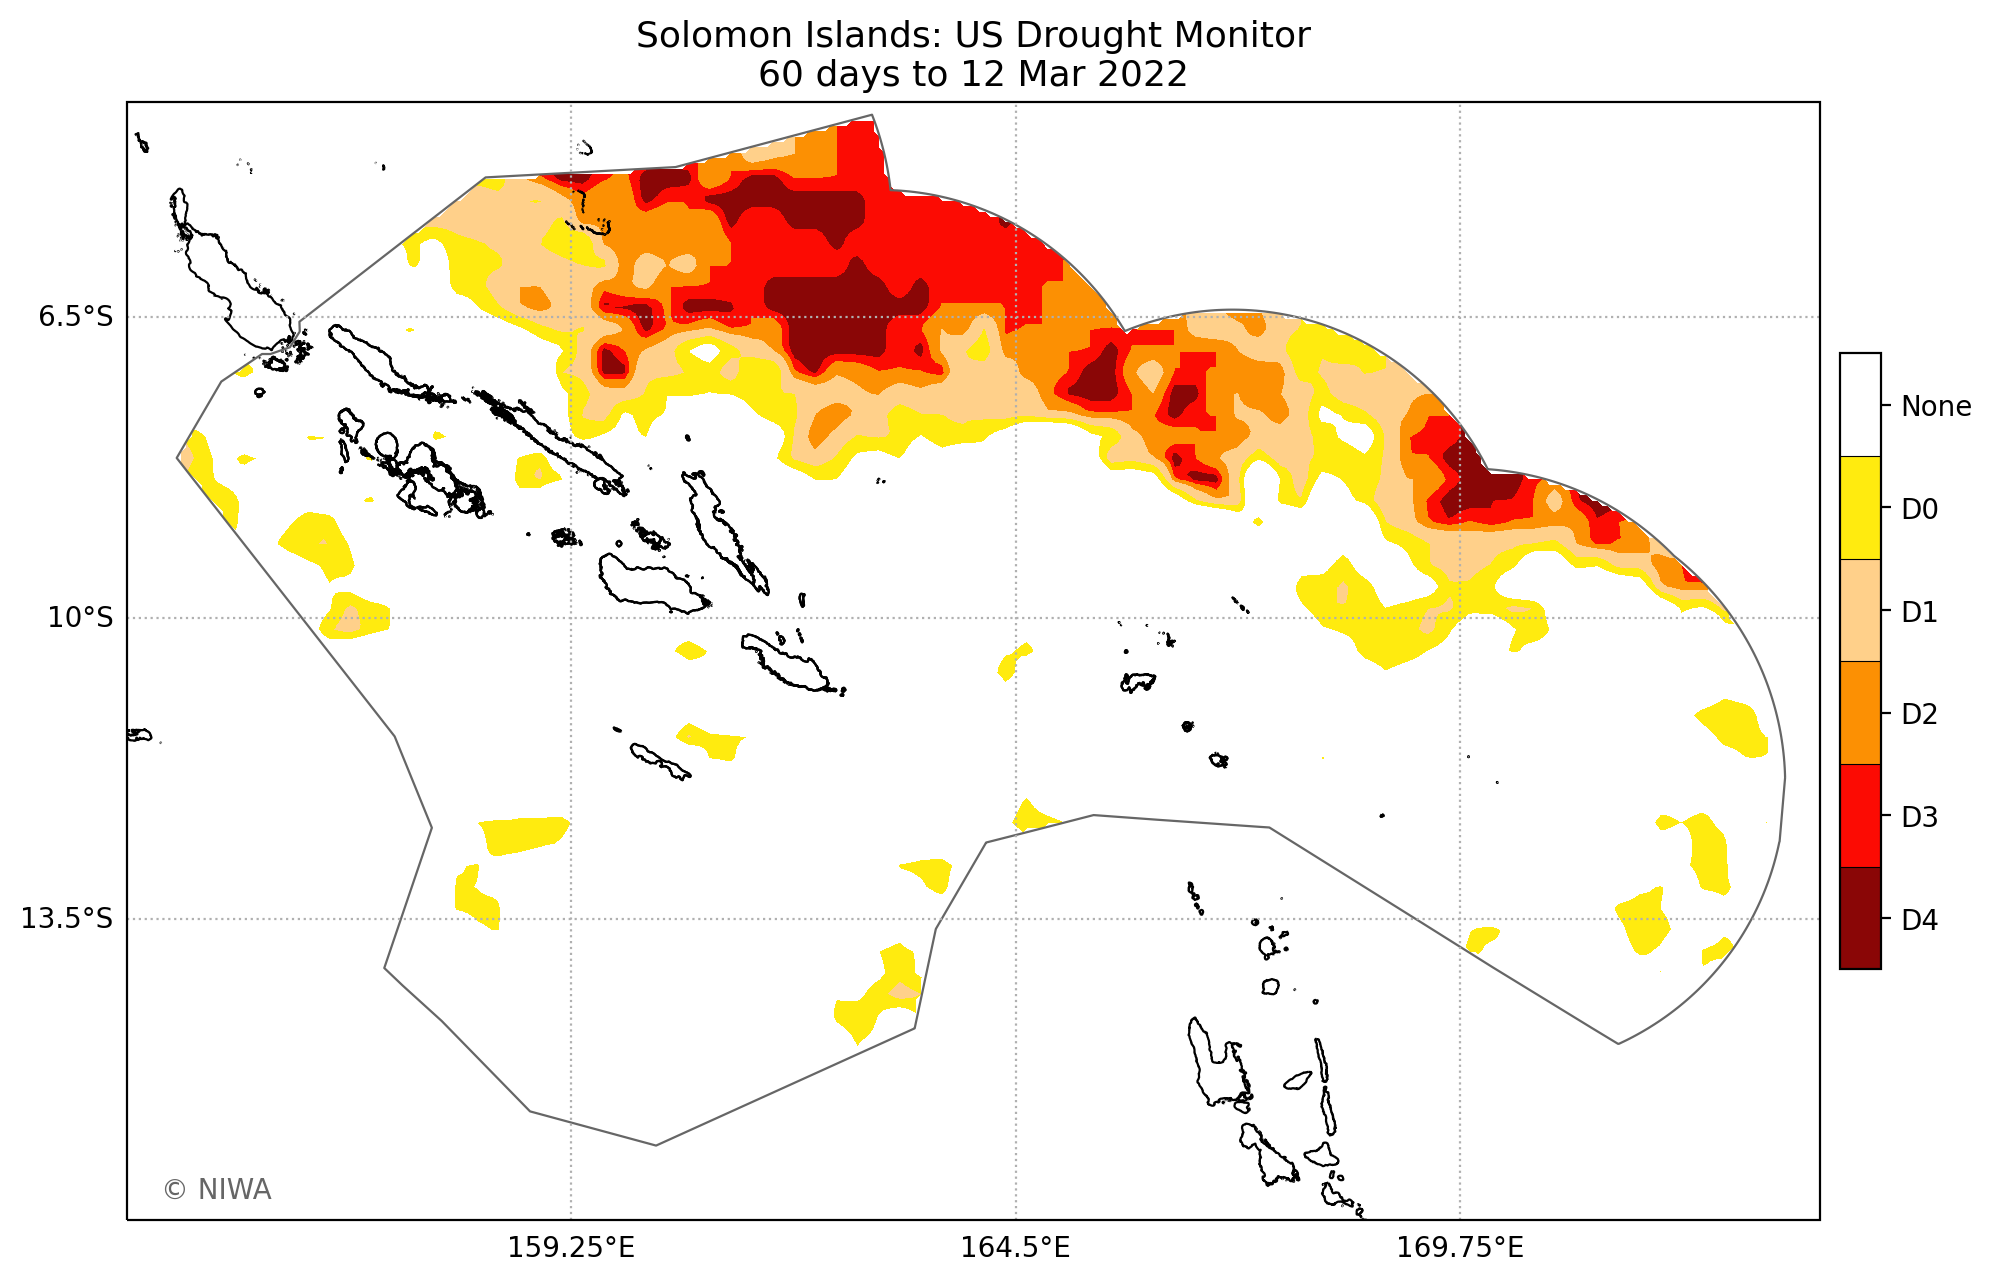 Solomon Islands: US Drought Monitor
60 days to 12 Mar 2022
6.5°S
10°S
13.5°S
159.25°E
164.5°E
169.75°E
None
D0
D1
D2
D3
D4
© NIWA